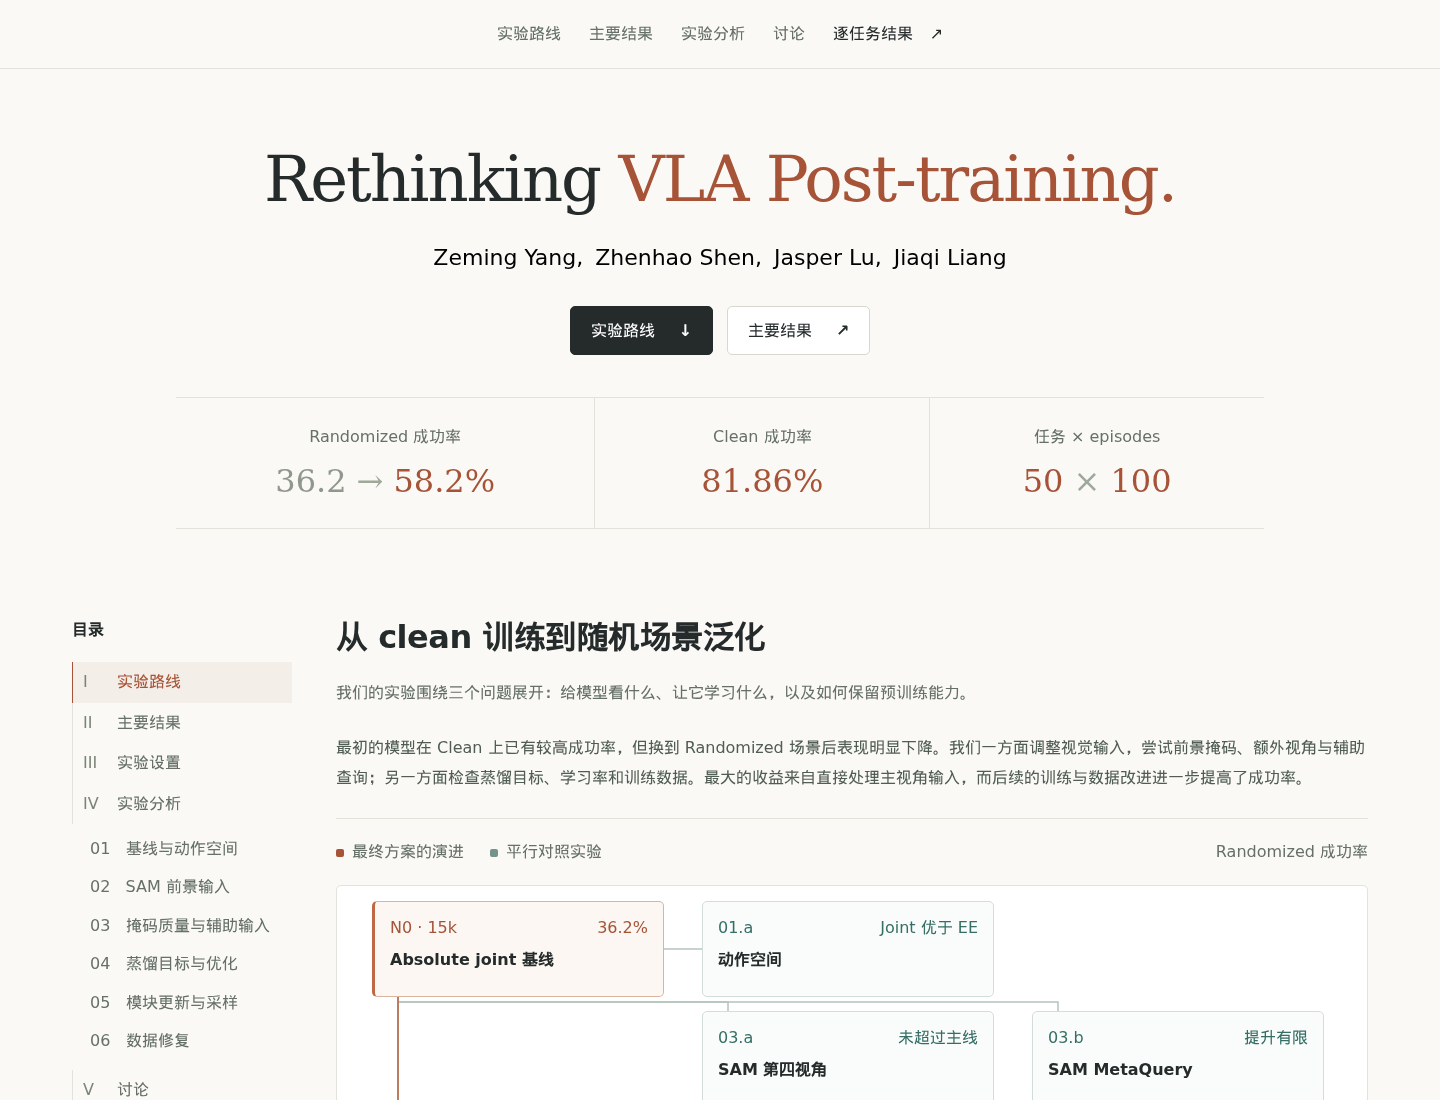 实验路线 主要结果 实验分析 讨论 逐任务结果 ↗
Rethinking VLA Post-training.
Zeming Yang, Zhenhao Shen, Jasper Lu, Jiaqi Liang
实验路线 ↓ 主要结果 ↗
Randomized 成功率 Clean 成功率 任务 × episodes
36.2 → 58.2% 81.86% 50 × 100
目录
I 实验路线
II 主要结果
III 实验设置
IV 实验分析
01 基线与动作空间
02 SAM 前景输入
03 掩码质量与辅助输入
04 蒸馏目标与优化
05 模块更新与采样
06 数据修复
V 讨论
从 clean 训练到随机场景泛化
我们的实验围绕三个问题展开：给模型看什么、让它学习什么，以及如何保留预训练能力。
最初的模型在 Clean 上已有较高成功率，但换到 Randomized 场景后表现明显下降。我们一方面调整视觉输入，尝试前景掩码、额外视角与辅助
查询；另一方面检查蒸馏目标、学习率和训练数据。最大的收益来自直接处理主视角输入，而后续的训练与数据改进进一步提高了成功率。
最终方案的演进 平行对照实验 Randomized 成功率
N0 · 15k 36.2%
Absolute joint 基线
01.a Joint 优于 EE
动作空间
03.a 未超过主线
SAM 第四视角
03.b 提升有限
SAM MetaQuery